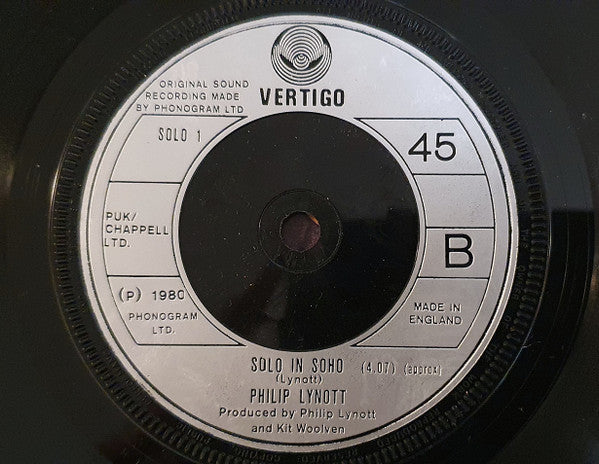 VERTIGO
ORIGINAL SOUND
RECORDING MADE
BY PHONOGRAM LTD
SOLO 1
45
PUK/
CHAPPELL
LTD.
B
(P) 1980
PHONOGRAM
LTD.
MADE IN
ENGLAND
SOLO IN SOHO (4.07) (approx)
(Lynott)
PHILIP LYNOTT
Produced by Philip Lynott
and Kit Woolven